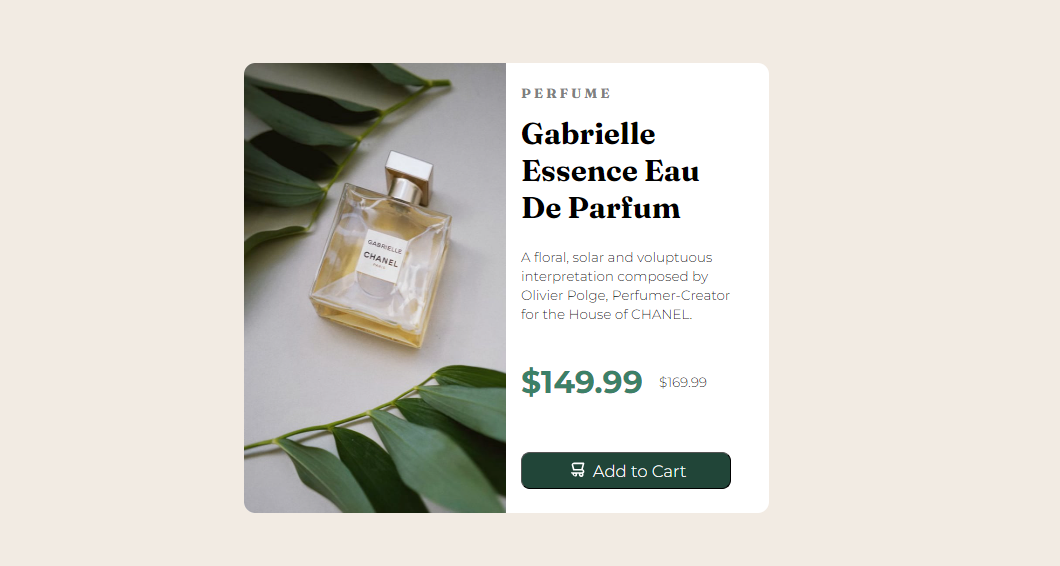 GABRIELLE
CHANEL
PARIS
PERFUME
Gabrielle
Essence Eau
De Parfum
A floral, solar and voluptuous
interpretation composed by
Olivier Polge, Perfumer-Creator
for the House of CHANEL.
$149.99 $169.99
Add to Cart